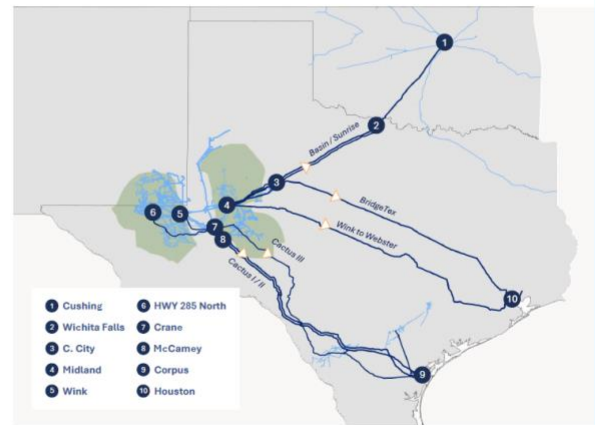 1
2
Basin / Sunrise
3
BridgeTex
4
6
5
Wink to Webster
7
8
Cactus III
Cactus I / II
10
9
1 Cushing
2 Wichita Falls
3 C. City
4 Midland
5 Wink
6 HWY 285 North
7 Crane
8 McCamey
9 Corpus
10 Houston